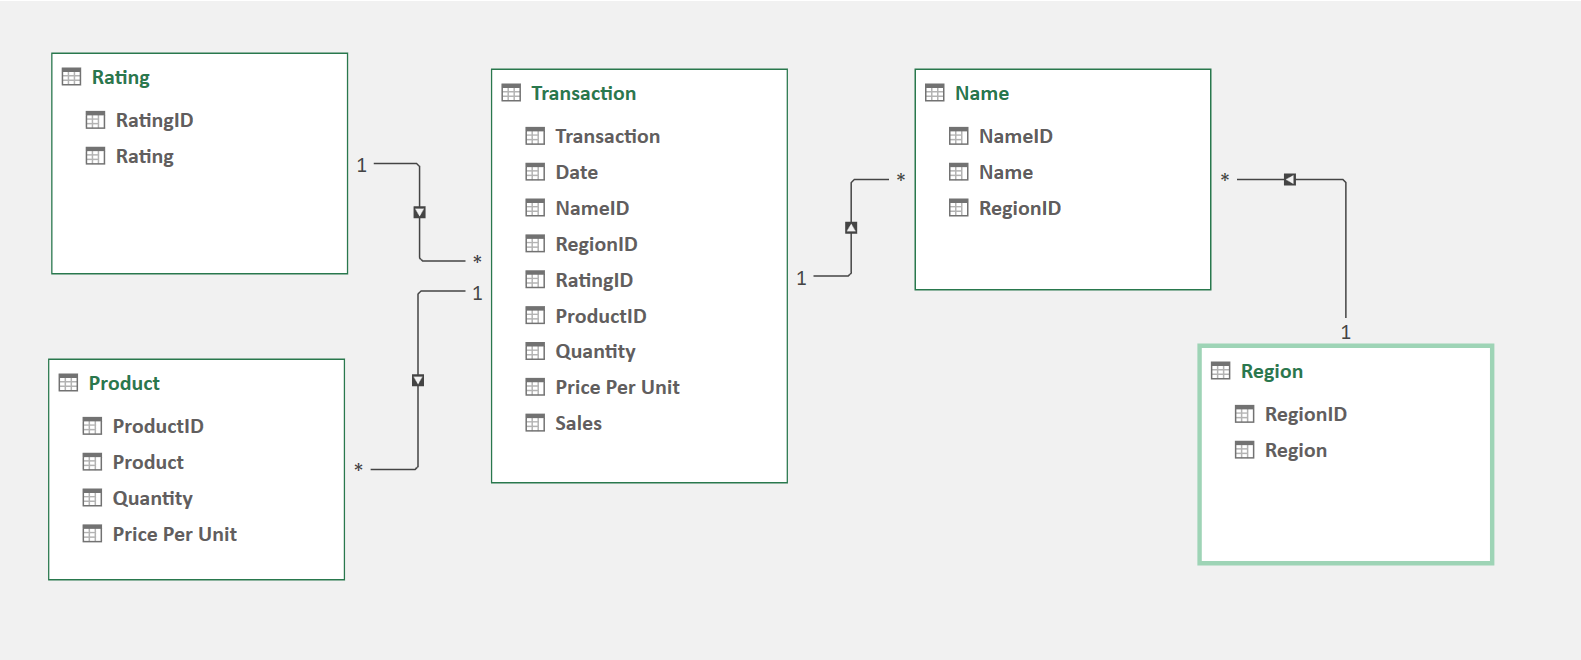 Rating
RatingID
Rating
1
*
1
Product
ProductID
Product
Quantity
Price Per Unit
*
Transaction
Transaction
Date
NameID
RegionID
RatingID
ProductID
Quantity
Price Per Unit
Sales
1
*
Name
NameID
Name
RegionID
*
1
Region
RegionID
Region